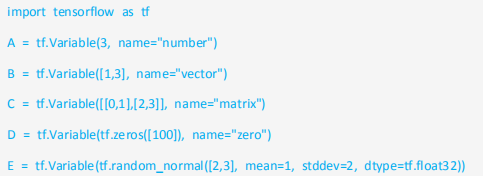 import tensorflow as tf
A = tf.Variable(3, name="number")
B = tf.Variable([1,3], name="vector")
C = tf.Variable([[0,1],[2,3]], name="matrix")
D = tf.Variable(tf.zeros([100]), name="zero")
E = tf.Variable(tf.random_normal([2,3], mean=1, stddev=2, dtype=tf.float32))